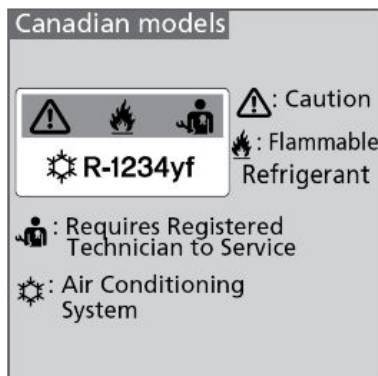 Canadian models
R-1234yf
: Caution
: Flammable
Refrigerant
: Requires Registered
Technician to Service
: Air Conditioning
System